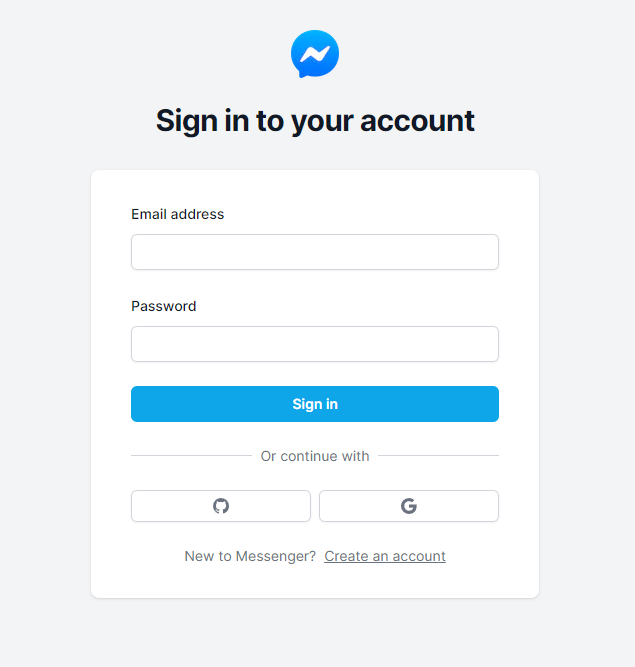 Sign in to your account
Email address
Password
Sign in
Or continue with
New to Messenger? Create an account